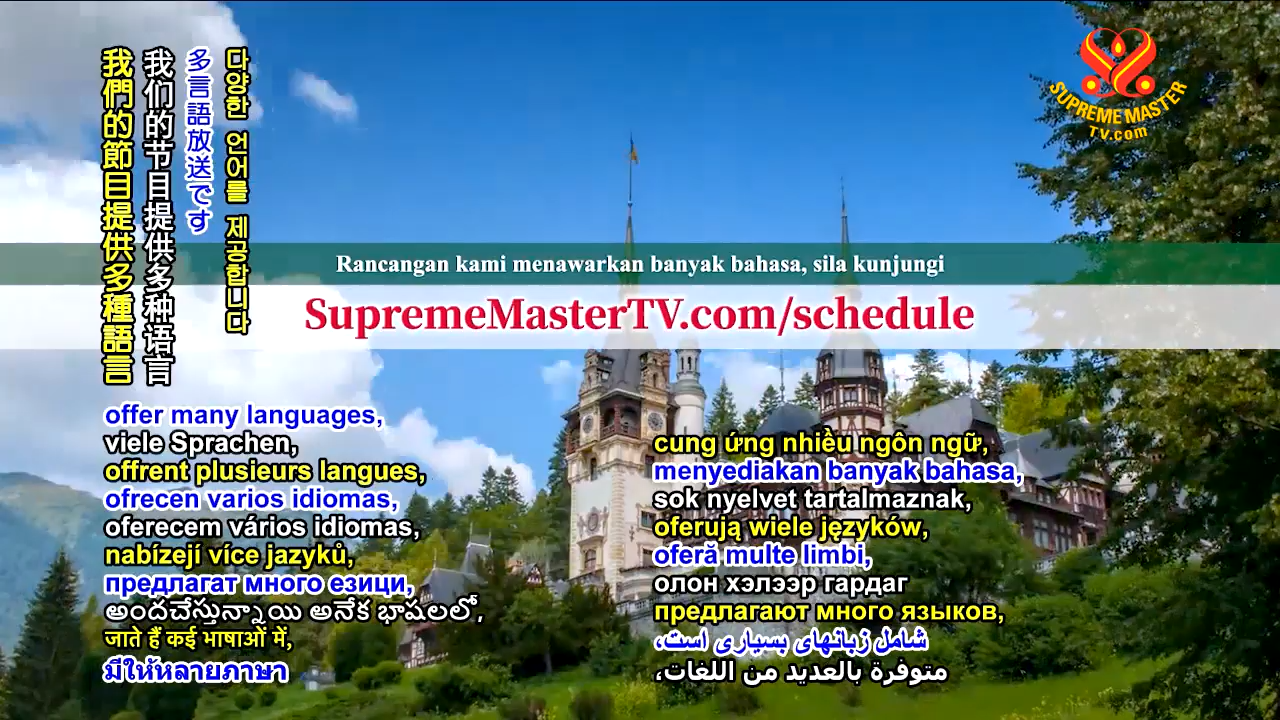 我們的節目提供多種語言
我们的节目提供多种语言
多言語放送です
다양한 언어를 제공합니다
SUPREME MASTER
TV.com
Rancangan kami menawarkan banyak bahasa, sila kunjungi
SupremeMasterTV.com/schedule
offer many languages,
viele Sprachen,
offrent plusieurs langues,
ofrecen varios idiomas,
oferecem vários idiomas,
nabízejí více jazyků,
предлагат много езици,
అందచేస్తున్నాయి అనేక భాషలలో,
जाते हैं कई भाषाओं में,
มีให้หลายภาษา
cung ứng nhiều ngôn ngữ,
menyediakan banyak bahasa,
sok nyelvet tartalmaznak,
oferują wiele języków,
oferă multe limbi,
олон хэлээр гардаг
предлагают много языков,
شامل زبانهای بسیاری است،
متوفرة بالعديد من اللغات،